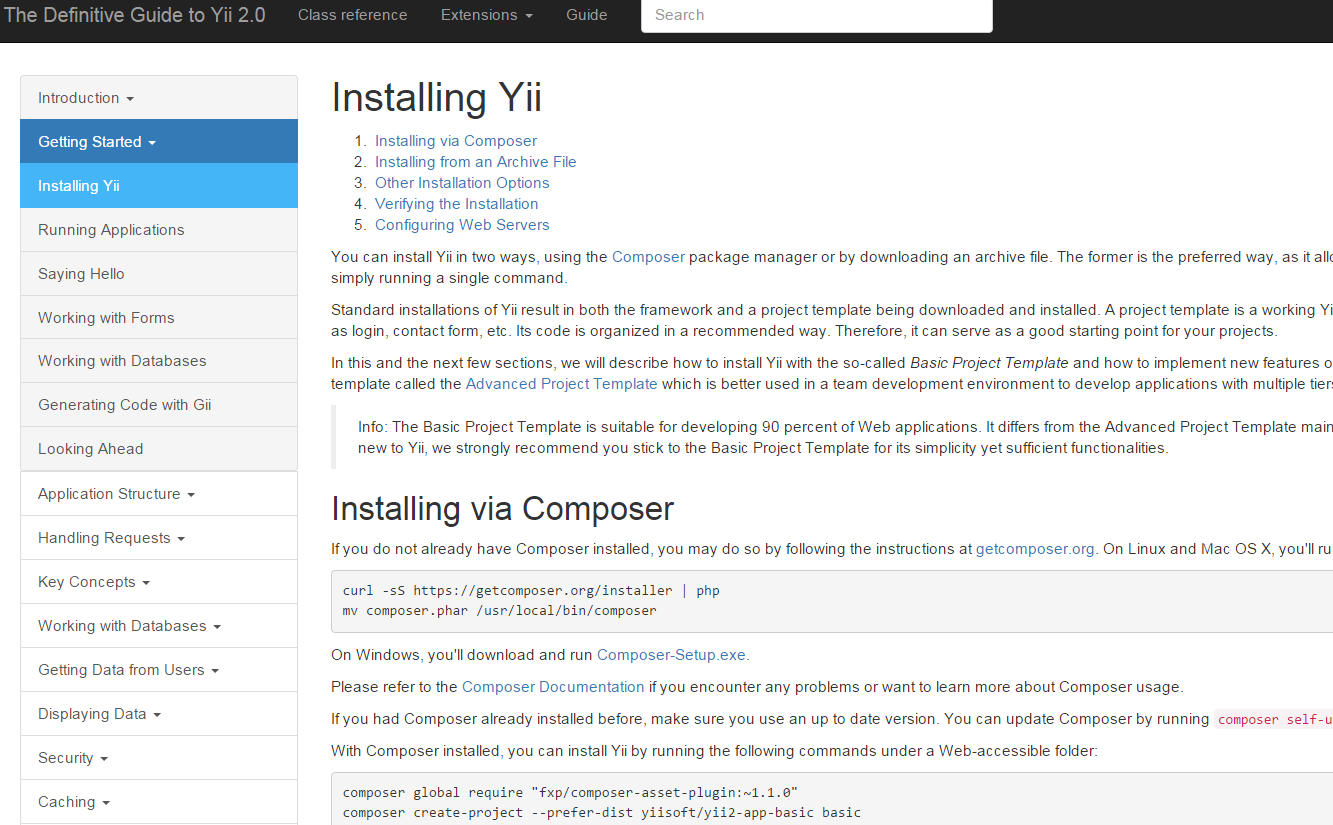 The Definitive Guide to Yii 2.0
Class reference
Extensions
Guide
Search
Introduction
Getting Started
Installing Yii
Running Applications
Saying Hello
Working with Forms
Working with Databases
Generating Code with Gii
Looking Ahead
Application Structure
Handling Requests
Key Concepts
Working with Databases
Getting Data from Users
Displaying Data
Security
Caching
Installing Yii
1. Installing via Composer
2. Installing from an Archive File
3. Other Installation Options
4. Verifying the Installation
5. Configuring Web Servers
You can install Yii in two ways, using the Composer package manager or by downloading an archive file. The former is the preferred way, as it allo
simply running a single command.
Standard installations of Yii result in both the framework and a project template being downloaded and installed. A project template is a working Yi
as login, contact form, etc. Its code is organized in a recommended way. Therefore, it can serve as a good starting point for your projects.
In this and the next few sections, we will describe how to install Yii with the so-called Basic Project Template and how to implement new features o
template called the Advanced Project Template which is better used in a team development environment to develop applications with multiple tiers
Info: The Basic Project Template is suitable for developing 90 percent of Web applications. It differs from the Advanced Project Template main
new to Yii, we strongly recommend you stick to the Basic Project Template for its simplicity yet sufficient functionalities.
Installing via Composer
If you do not already have Composer installed, you may do so by following the instructions at getcomposer.org. On Linux and Mac OS X, you'll ru
curl -sS https://getcomposer.org/installer | php
mv composer.phar /usr/local/bin/composer
On Windows, you'll download and run Composer-Setup.exe.
Please refer to the Composer Documentation if you encounter any problems or want to learn more about Composer usage.
If you had Composer already installed before, make sure you use an up to date version. You can update Composer by running composer self-u
With Composer installed, you can install Yii by running the following commands under a Web-accessible folder:
composer global require "fxp/composer-asset-plugin:~1.1.0"
composer create-project --prefer-dist yiisoft/yii2-app-basic basic